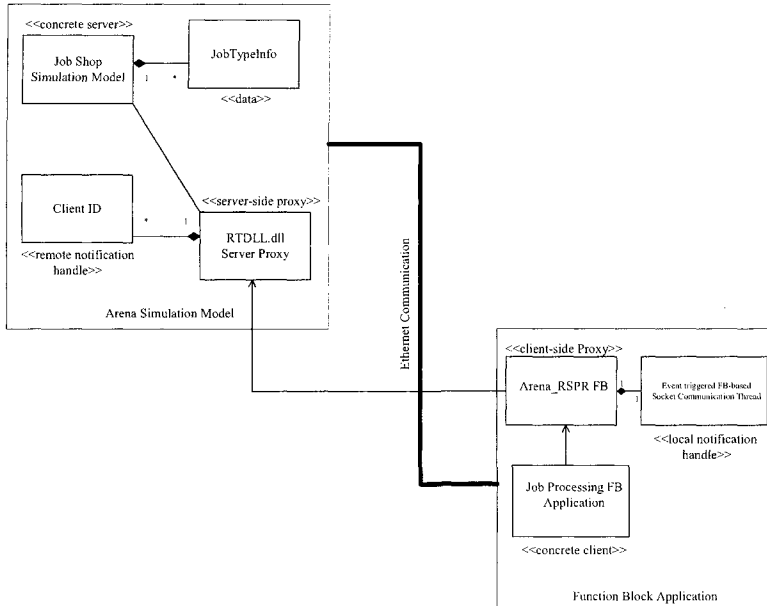 <<concrete server>>
Job Shop
Simulation Model
1
*
JobTypeInfo
<<data>>
Client ID
*
1
<<remote notification
handle>>
<<server-side proxy>>
RTDLL.dll
Server Proxy
Arena Simulation Model
Ethernet Communication
<<client-side Proxy>>
Arena_RSPR FB
1
1
Event triggered FB-based
Socket Communication Thread
<<local notification
handle>>
Job Processing FB
Application
<<concrete client>>
Function Block Application